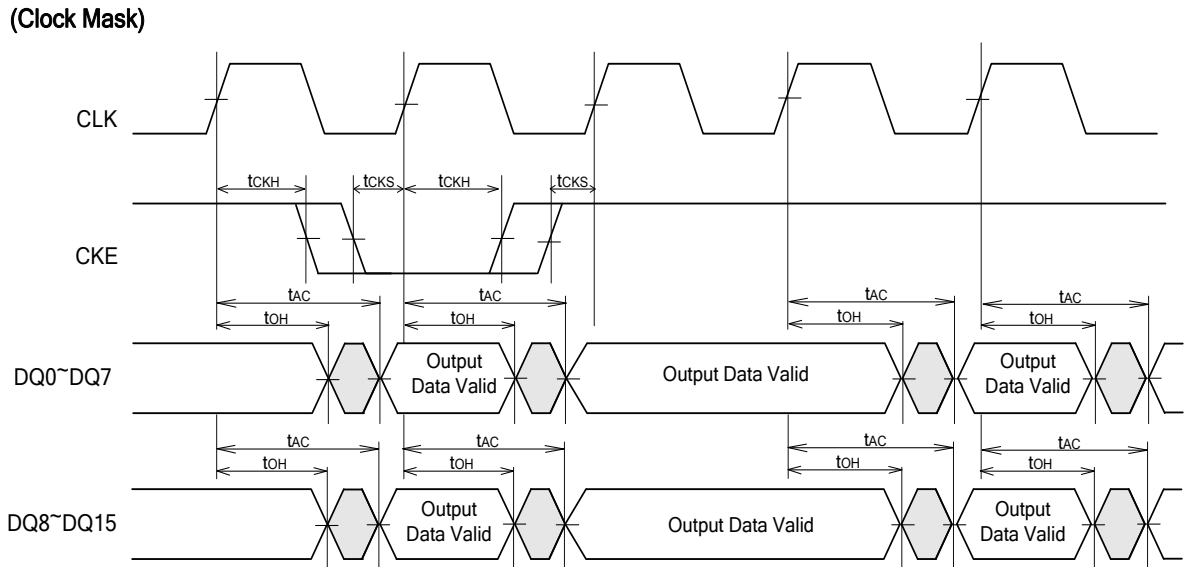 (Clock Mask)
CLK
tCKH tCKS tCKH tCKS
CKE
tAC tAC tAC tAC
tOH tOH tOH tOH
DQ0~DQ7
Output
Data Valid
Output Data Valid
Output
Data Valid
tAC tAC tAC tAC
tOH tOH tOH tOH
DQ8~DQ15
Output
Data Valid
Output Data Valid
Output
Data Valid